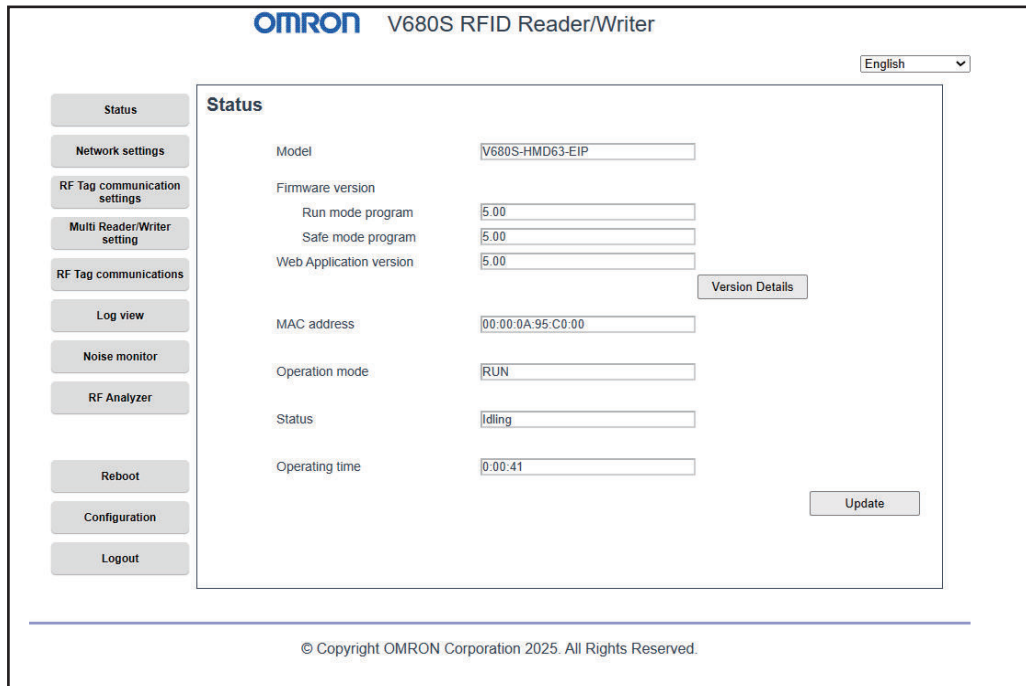 OMRON V680S RFID Reader/Writer
English
Status
Network settings
RF Tag communication
settings
Multi Reader/Writer
setting
RF Tag communications
Log view
Noise monitor
RF Analyzer
Reboot
Configuration
Logout
Status
Model V680S-HMD63-EIP
Firmware version
Run mode program 5.00
Safe mode program 5.00
Web Application version 5.00
Version Details
MAC address 00:00:0A:95:C0:00
Operation mode RUN
Status Idling
Operating time 0:00:41
Update
© Copyright OMRON Corporation 2025. All Rights Reserved.